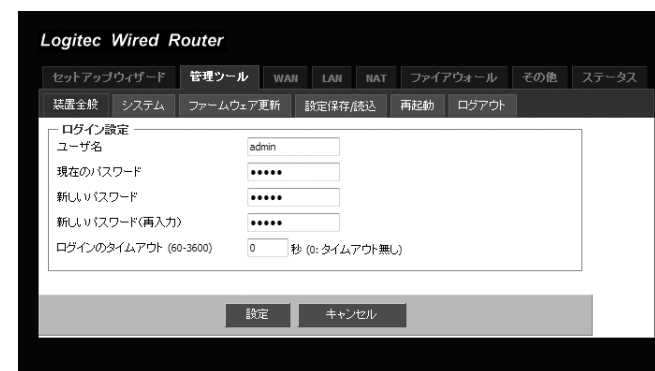 Logitec Wired Router
セットアップウィザード 管理ツール WAN LAN NAT ファイアウォール その他 ステータス
装置全般 システム ファームウェア更新 設定保存/読込 再起動 ログアウト
ログイン設定
ユーザ名 admin
現在のパスワード •••••
新しいパスワード •••••
新しいパスワード(再入力) •••••
ログインのタイムアウト (60-3600) 0 秒 (0: タイムアウト無し)
設定 キャンセル